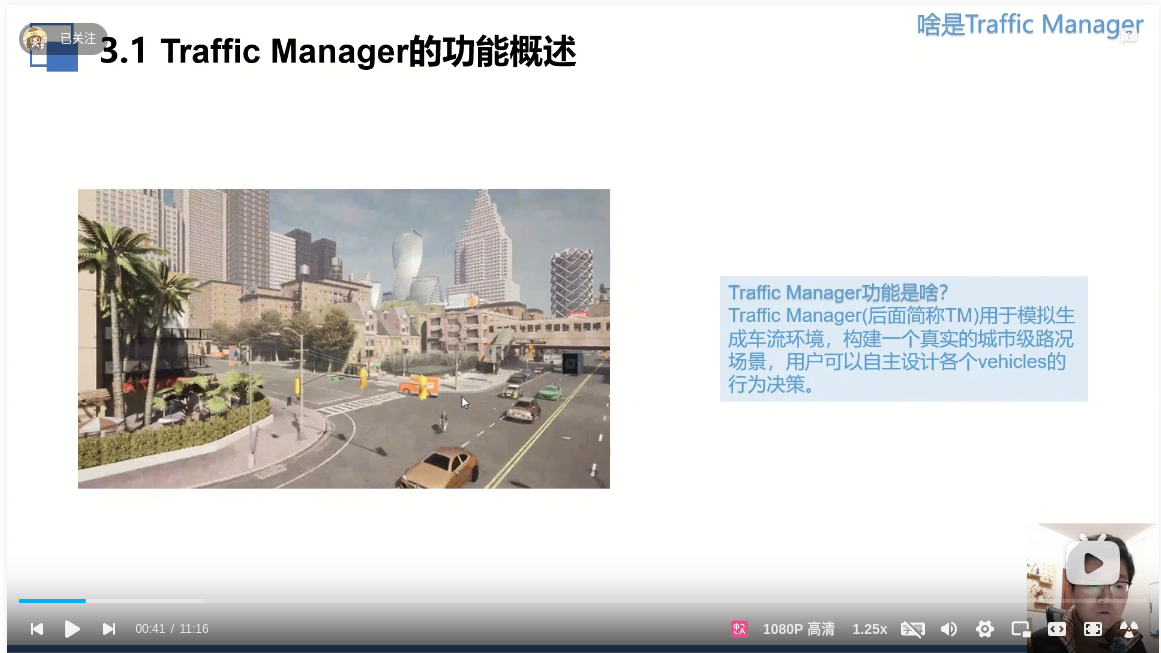 啥是Traffic Manager
已关注
3.1 Traffic Manager的功能概述
Traffic Manager功能是啥?
Traffic Manager(后面简称TM)用于模拟生
成车流环境，构建一个真实的城市级路况
场景，用户可以自主设计各个vehicles的
行为决策。
00:41 / 11:16
1080P 高清
1.25x